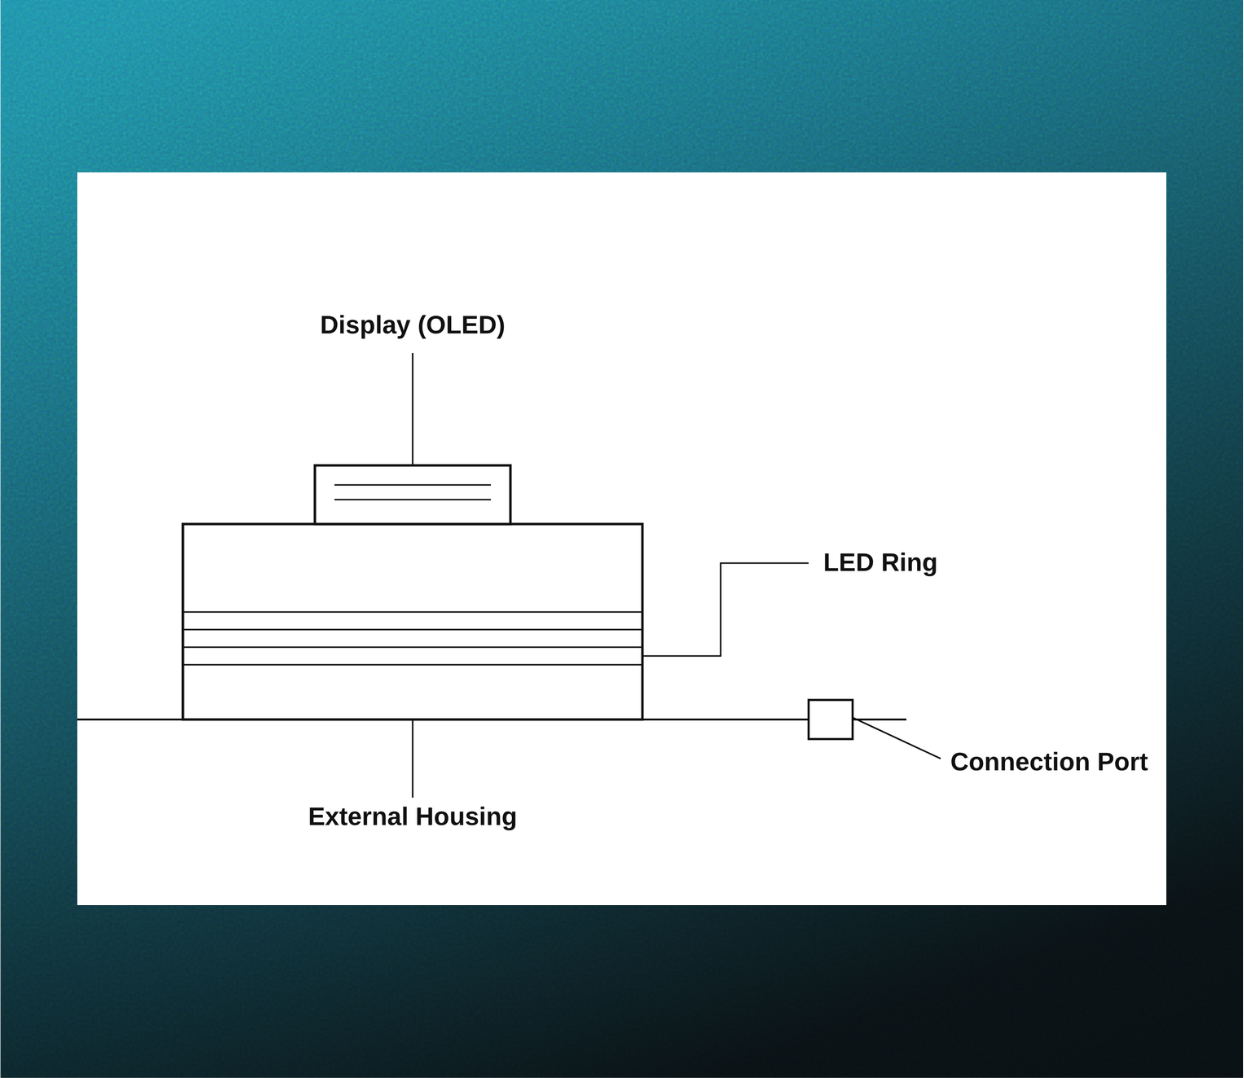 Display (OLED)
LED Ring
Connection Port
External Housing